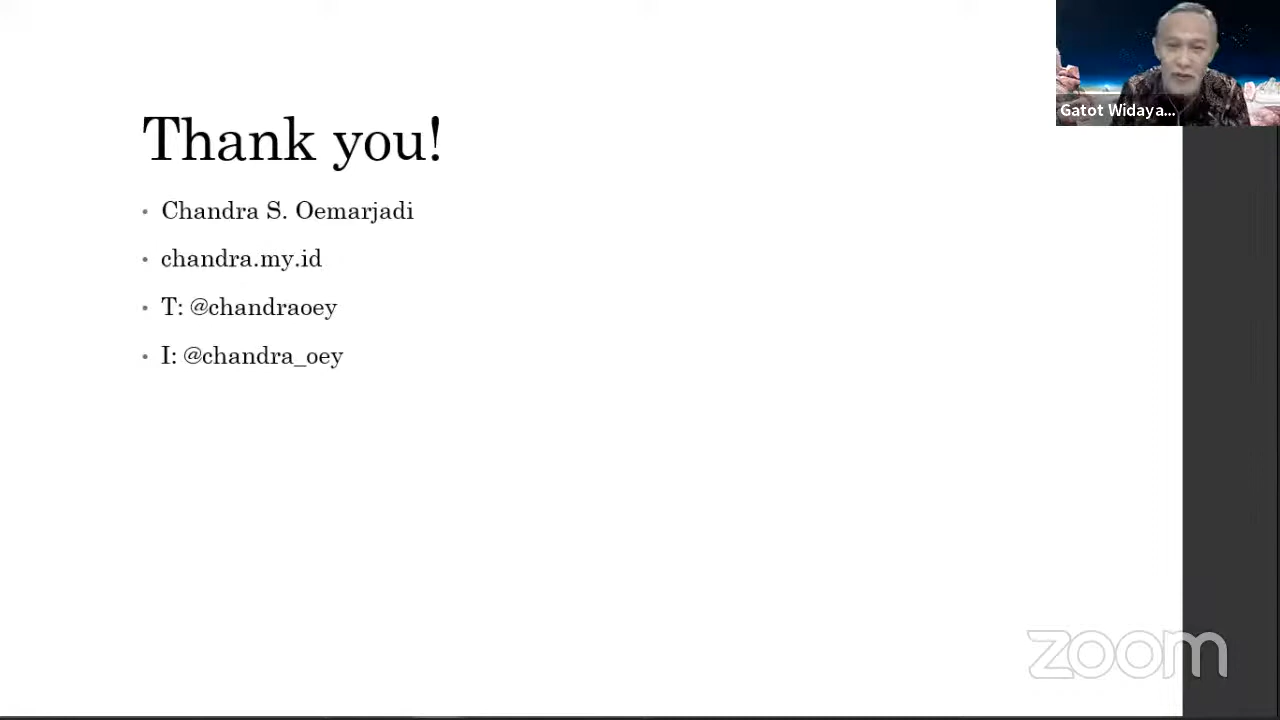 Thank you!
• Chandra S. Oemarjadi
• chandra.my.id
• T: @chandraoey
• I: @chandra_oey
Gatot Widaya...
zoom